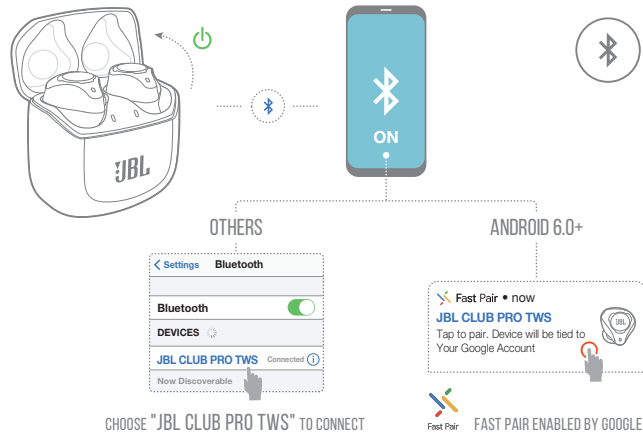 JBL
ON
OTHERS
ANDROID 6.0+
Settings Bluetooth
Bluetooth
DEVICES
JBL CLUB PRO TWS Connected
Now Discoverable
Fast Pair • now
JBL CLUB PRO TWS
Tap to pair. Device will be tied to
Your Google Account
JBL
CHOOSE "JBL CLUB PRO TWS" TO CONNECT
Fast Pair
FAST PAIR ENABLED BY GOOGLE